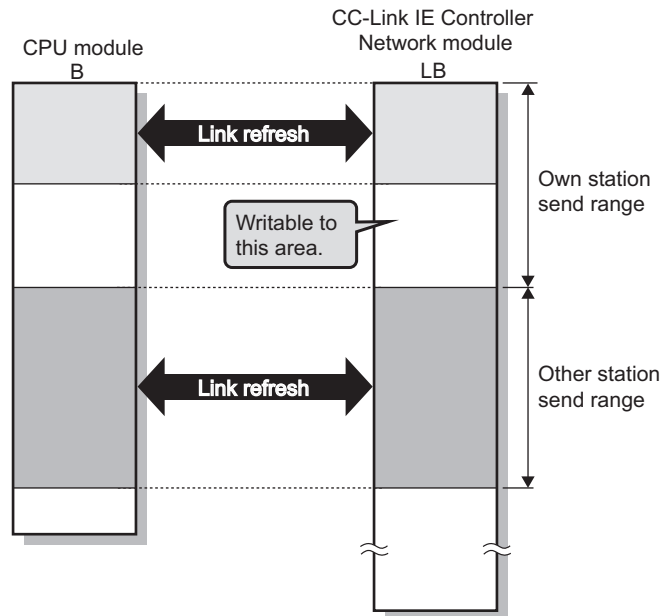 CPU module
B
CC-Link IE Controller
Network module
LB
Link refresh
Own station
send range
Writable to
this area.
Link refresh
Other station
send range